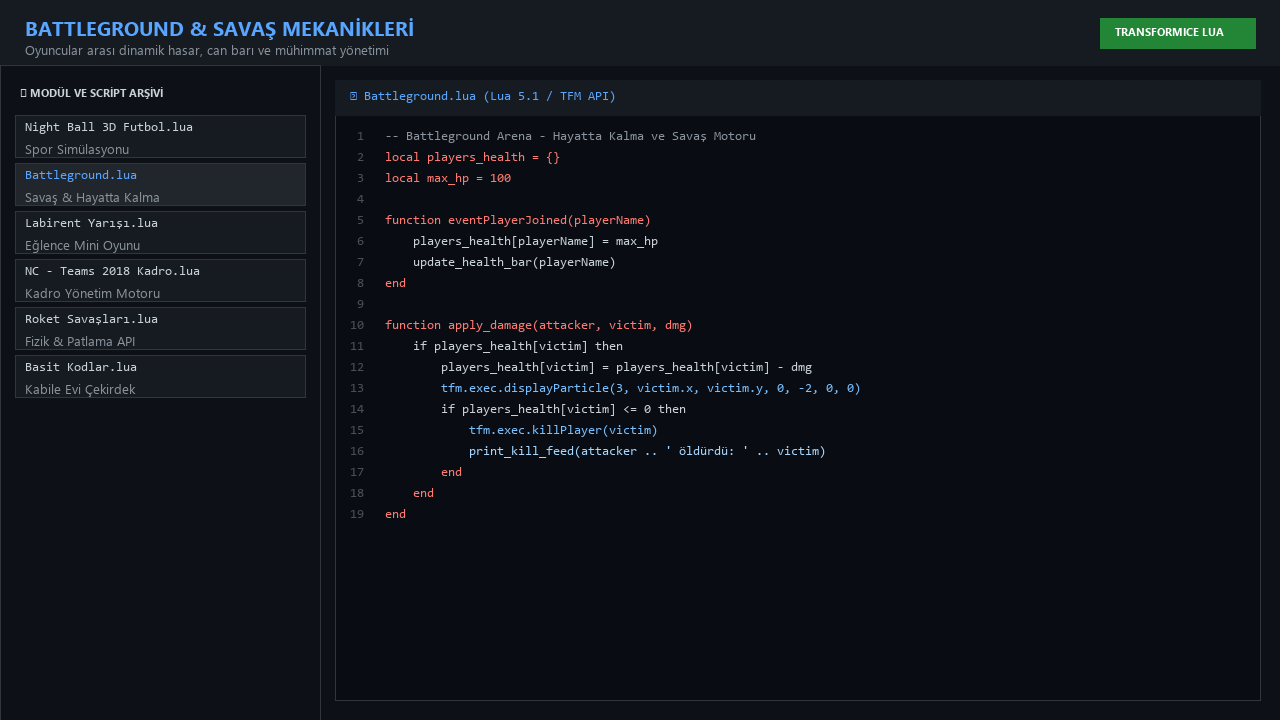 BATTLEGROUND & SAVAŞ MEKANİKLERİ
Oyuncular arası dinamik hasar, can barı ve mühimmat yönetimi
TRANSFORMICE LUA
MODÜL VE SCRIPT ARŞİVİ
Night Ball 3D Futbol.lua
Spor Simülasyonu
Battleground.lua
Savaş & Hayatta Kalma
Labirent Yarışı.lua
Eğlence Mini Oyunu
NC - Teams 2018 Kadro.lua
Kadro Yönetim Motoru
Roket Savaşları.lua
Fizik & Patlama API
Basit Kodlar.lua
Kabile Evi Çekirdek
Battleground.lua (Lua 5.1 / TFM API)
1 -- Battleground Arena - Hayatta Kalma ve Savaş Motoru
2 local players_health = {}
3 local max_hp = 100
4
5 function eventPlayerJoined(playerName)
6     players_health[playerName] = max_hp
7     update_health_bar(playerName)
8 end
9
10 function apply_damage(attacker, victim, dmg)
11     if players_health[victim] then
12         players_health[victim] = players_health[victim] - dmg
13         tfm.exec.displayParticle(3, victim.x, victim.y, 0, -2, 0, 0)
14         if players_health[victim] <= 0 then
15             tfm.exec.killPlayer(victim)
16             print_kill_feed(attacker .. ' öldürdü: ' .. victim)
17         end
18     end
19 end